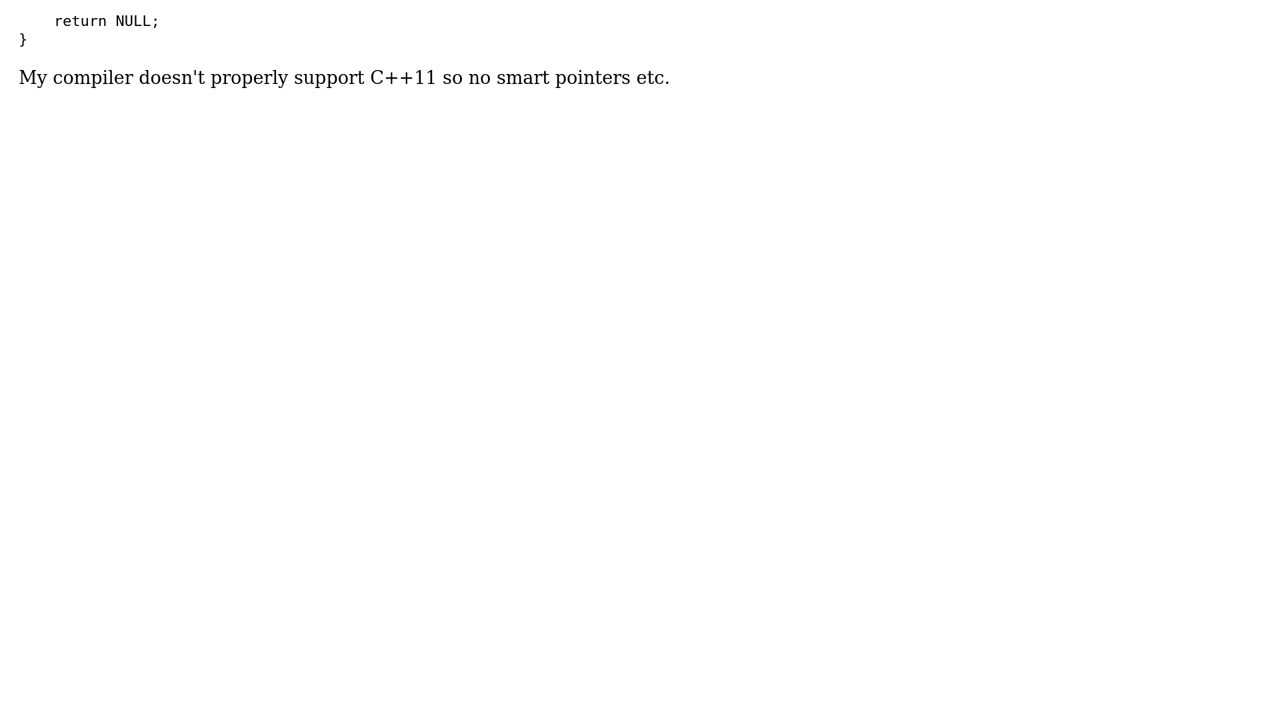 return NULL;
}
My compiler doesn't properly support C++11 so no smart pointers etc.